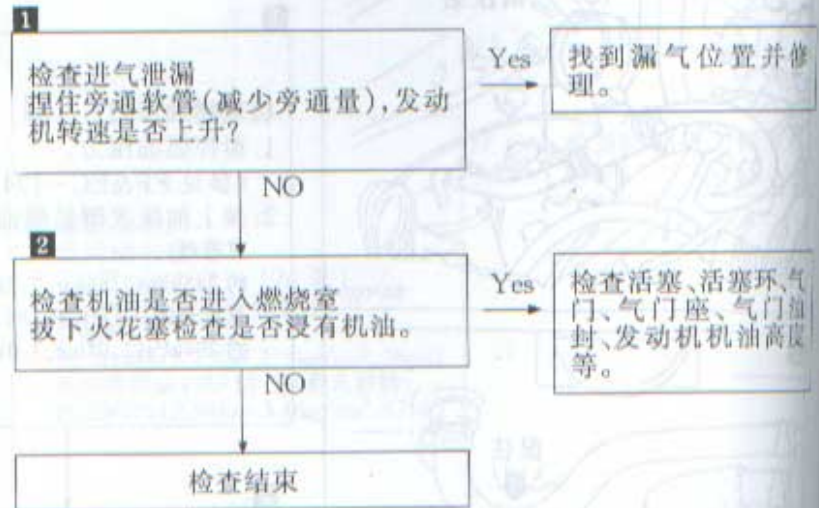 1
检查进气泄漏
捏住旁通软管(减少旁通量),发动
机转速是否上升?
Yes
找到漏气位置并修
理。
NO
2
检查机油是否进入燃烧室
拔下火花塞检查是否浸有机油。
Yes
检查活塞、活塞环、气
门、气门座、气门油
封、发动机机油高度
等。
NO
检查结束